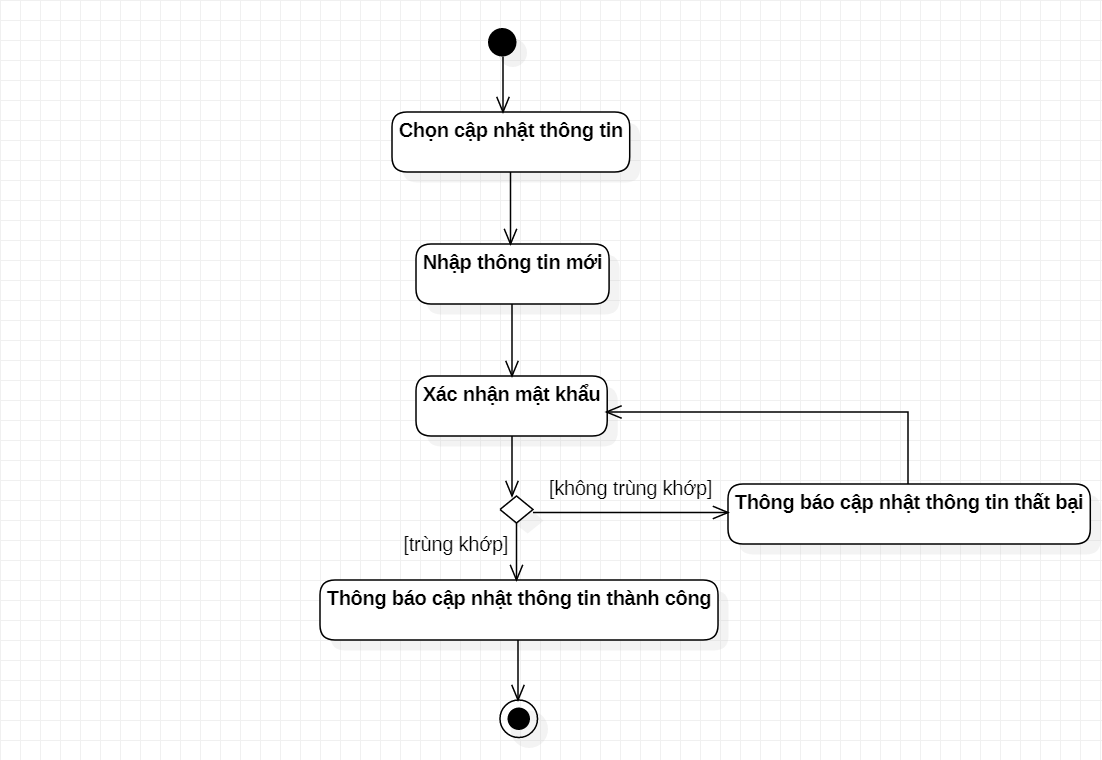 Chọn cập nhật thông tin
Nhập thông tin mới
Xác nhận mật khẩu
[không trùng khớp]
Thông báo cập nhật thông tin thất bại
[trùng khớp]
Thông báo cập nhật thông tin thành công